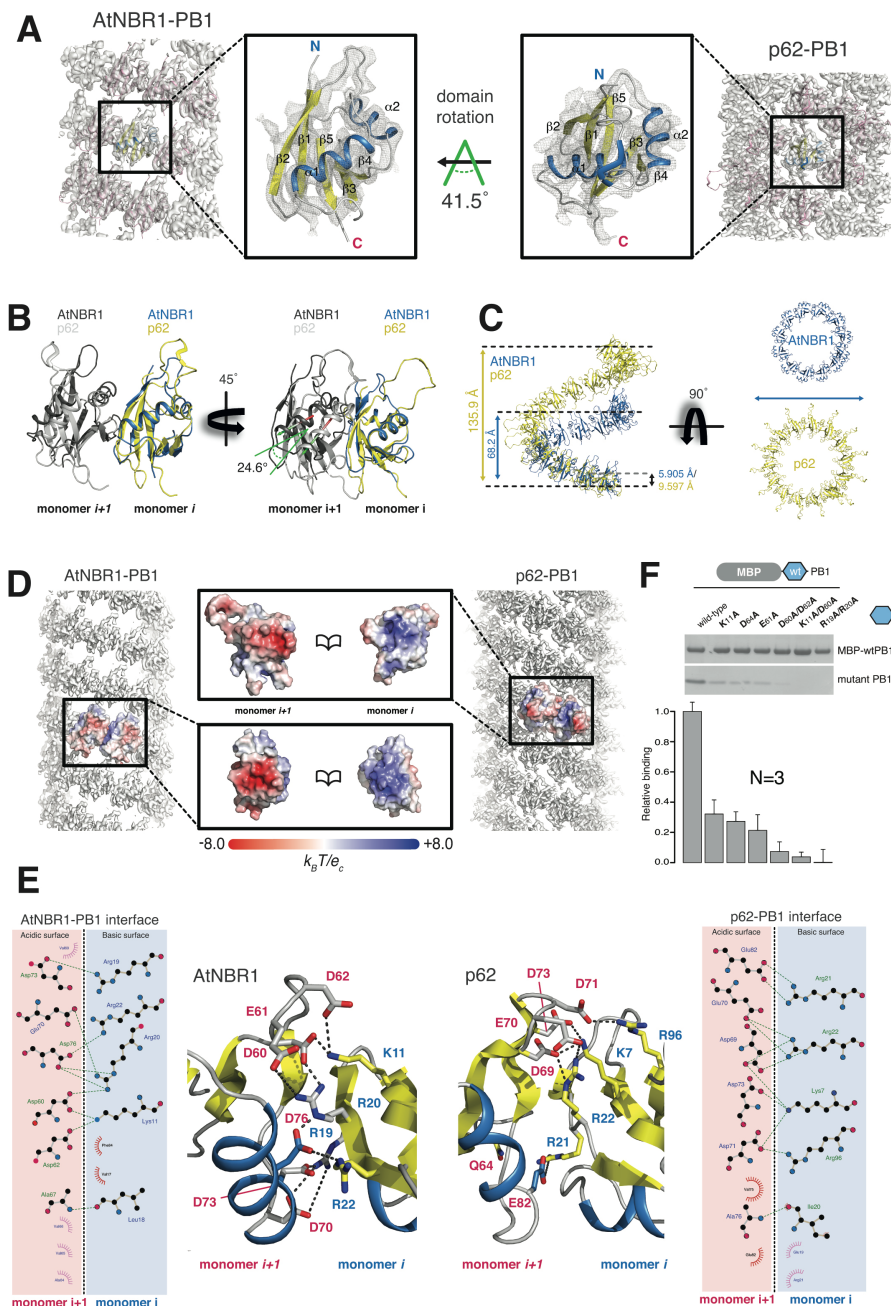 A
AtNBR1-PB1
N
α2
β1
β5
β2
β4
α1
β3
C
domain
rotation
41.5°
N
β5
β2
β1
β3
α2
α1
β4
C
p62-PB1
B
AtNBR1
p62
AtNBR1
p62
monomer i+1
monomer i
45°
AtNBR1
p62
AtNBR1
p62
24.6°
monomer i+1
monomer i
C
AtNBR1
p62
135.9 Å
68.2 Å
5.905 Å/
9.597 Å
90°
AtNBR1
p62
D
AtNBR1-PB1
p62-PB1
monomer i+1
monomer i
-8.0
+8.0
kBT/ec
F
MBP
wt
PB1
wild-type
K11A
D64A
E61A
D60A/D62A
K11A/D60A
R19A/R20A
MBP-wtPB1
mutant PB1
Relative binding
1.0
0.8
0.6
0.4
0.2
0.0
N=3
E
AtNBR1-PB1 interface
Acidic surface
Basic surface
Asp73
Arg19
Glu70
Arg22
Arg20
Asp76
Asp60
Lys11
Asp62
Ala67
Leu18
monomer i+1
monomer i
AtNBR1
D62
E61
D60
K11
R20
D76
R19
D73
R22
D70
monomer i+1
monomer i
p62
D73
D71
E70
R96
D69
K7
R22
R21
Q64
E82
monomer i+1
monomer i
p62-PB1 interface
Acidic surface
Basic surface
Glu82
Arg21
Glu70
Arg22
Asp69
Asp73
Lys7
Asp71
Arg96
Ala76
Ile20
Arg21
monomer i+1
monomer i